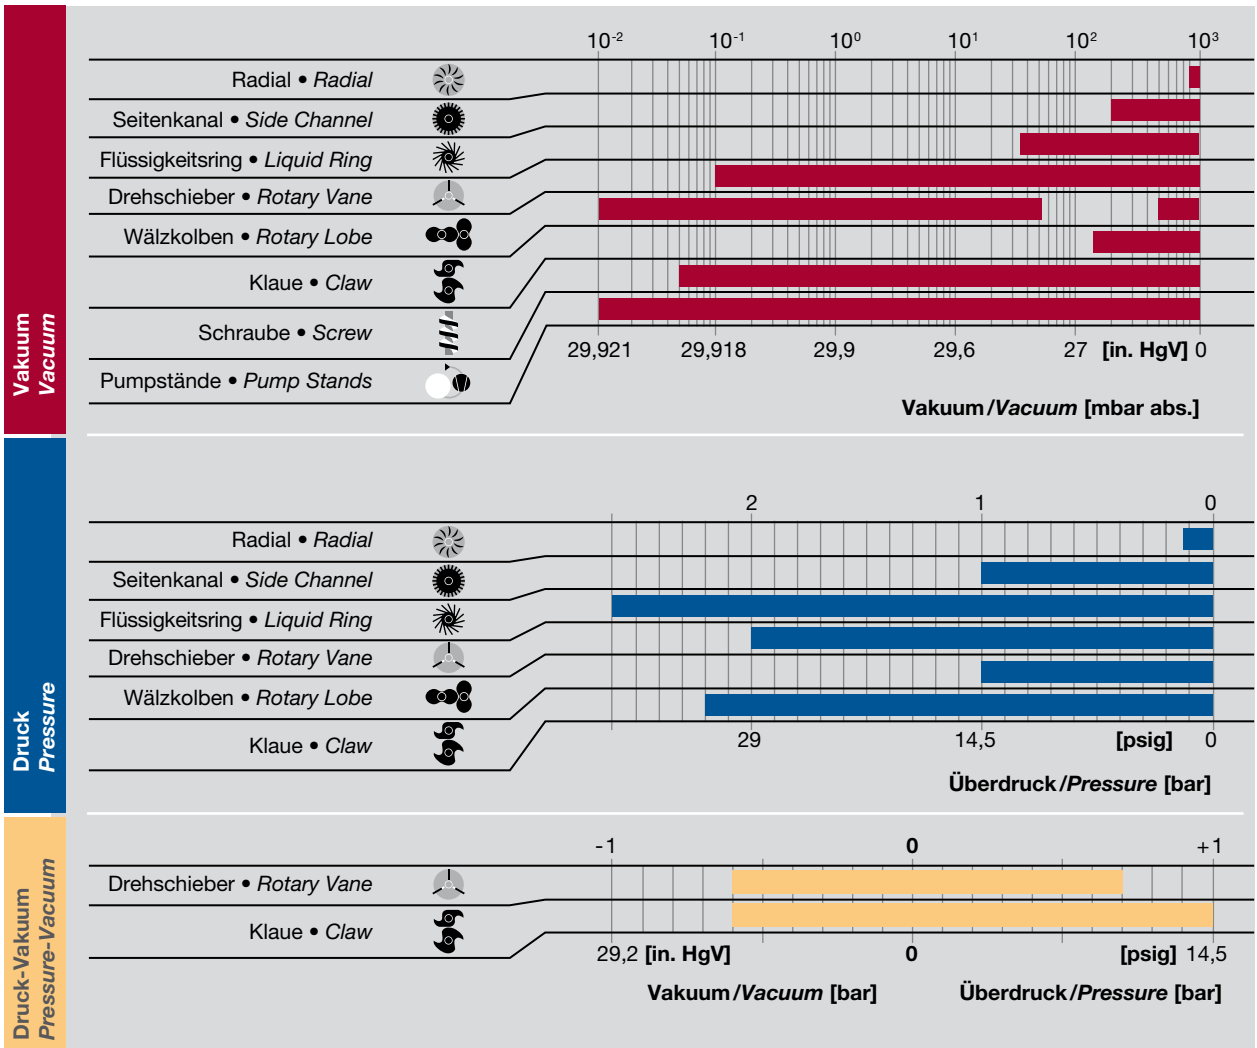 Vakuum
Vacuum
10-2 10-1 100 101 102 103
Radial • Radial
Seitenkanal • Side Channel
Flüssigkeitsring • Liquid Ring
Drehschieber • Rotary Vane
Wälzkolben • Rotary Lobe
Klaue • Claw
Schraube • Screw
Pumpstände • Pump Stands
29,921 29,918 29,9 29,6 27 [in. HgV] 0
Vakuum/Vacuum [mbar abs.]
Druck
Pressure
2 1 0
Radial • Radial
Seitenkanal • Side Channel
Flüssigkeitsring • Liquid Ring
Drehschieber • Rotary Vane
Wälzkolben • Rotary Lobe
Klaue • Claw
29 14,5 [psig] 0
Überdruck/Pressure [bar]
Druck-Vakuum
Pressure-Vacuum
-1 0 +1
Drehschieber • Rotary Vane
Klaue • Claw
29,2 [in. HgV] 0 [psig] 14,5
Vakuum/Vacuum [bar] Überdruck/Pressure [bar]